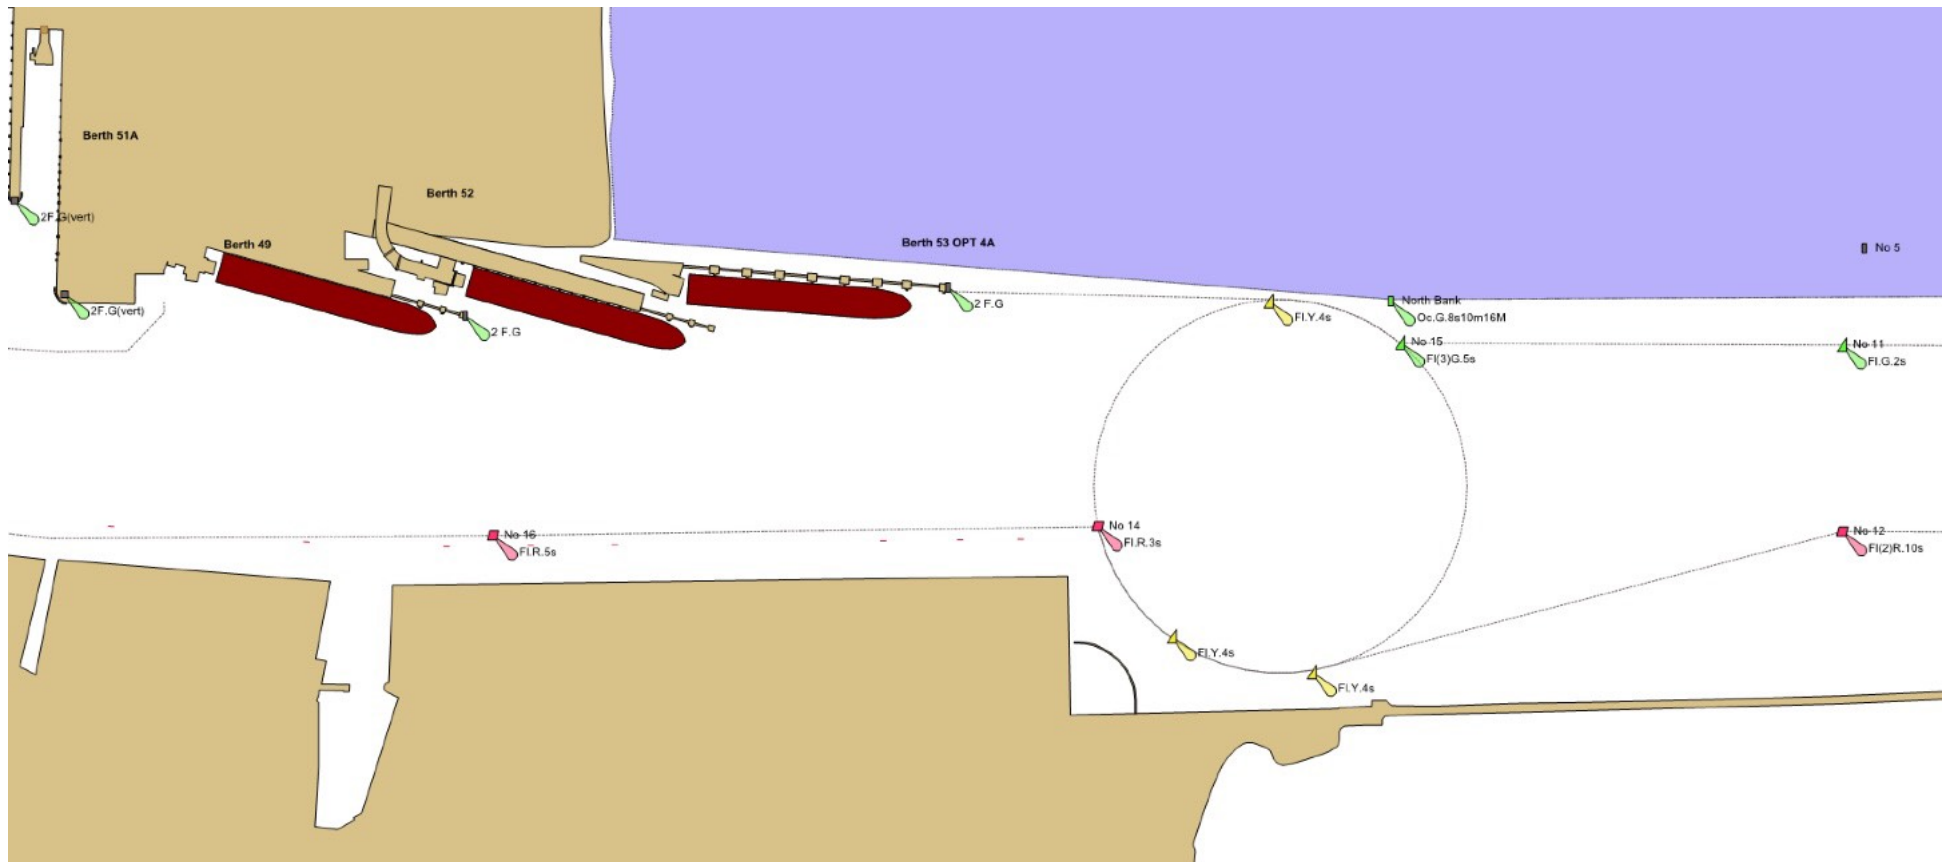 Berth 51A
Berth 52
2F.G(vert)
Berth 49
Berth 53 OPT 4A
No 5
2F.G(vert)
2 F.G
2 F.G
Fl.Y.4s
North Bank
Oc.G.8s10m16M
No 15
Fl(3)G.5s
No 11
Fl.G.2s
No 16
Fl.R.5s
No 14
Fl.R.3s
No 12
Fl(2)R.10s
Fl.Y.4s
Fl.Y.4s